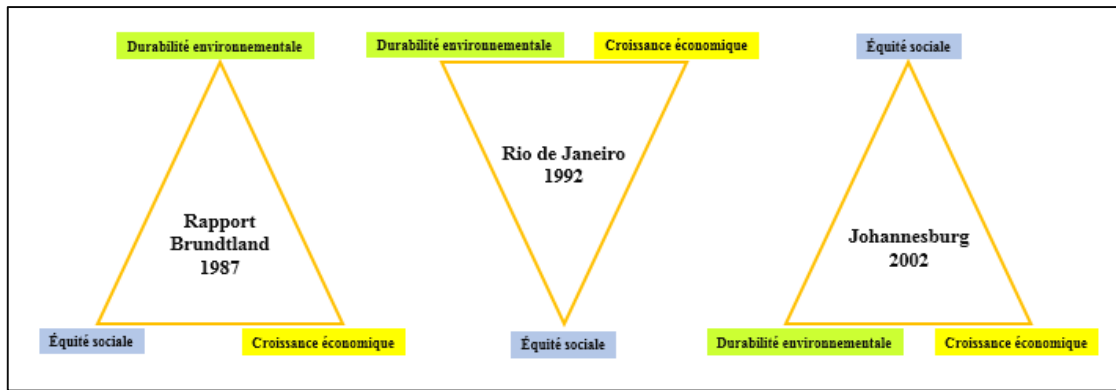 Durabilité environnementale
Équité sociale
Croissance économique
Rapport
Brundtland
1987
Durabilité environnementale
Croissance économique
Équité sociale
Rio de Janeiro
1992
Équité sociale
Durabilité environnementale
Croissance économique
Johannesburg
2002